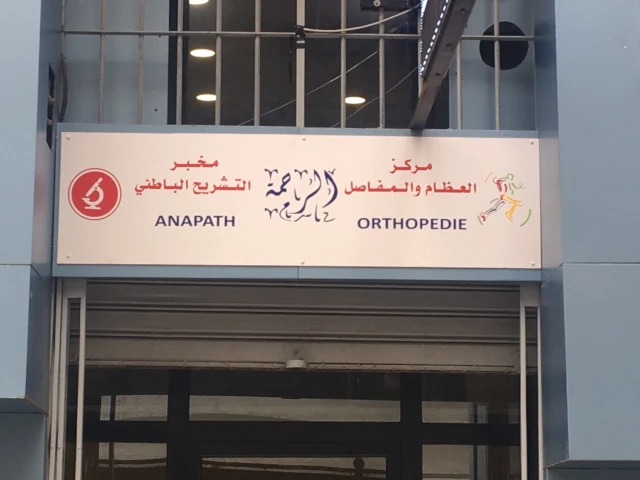 مركز
العظام والمفاصل
ORTHOPEDIE
الرحمة
مخبر
التشريح الباطني
ANAPATH